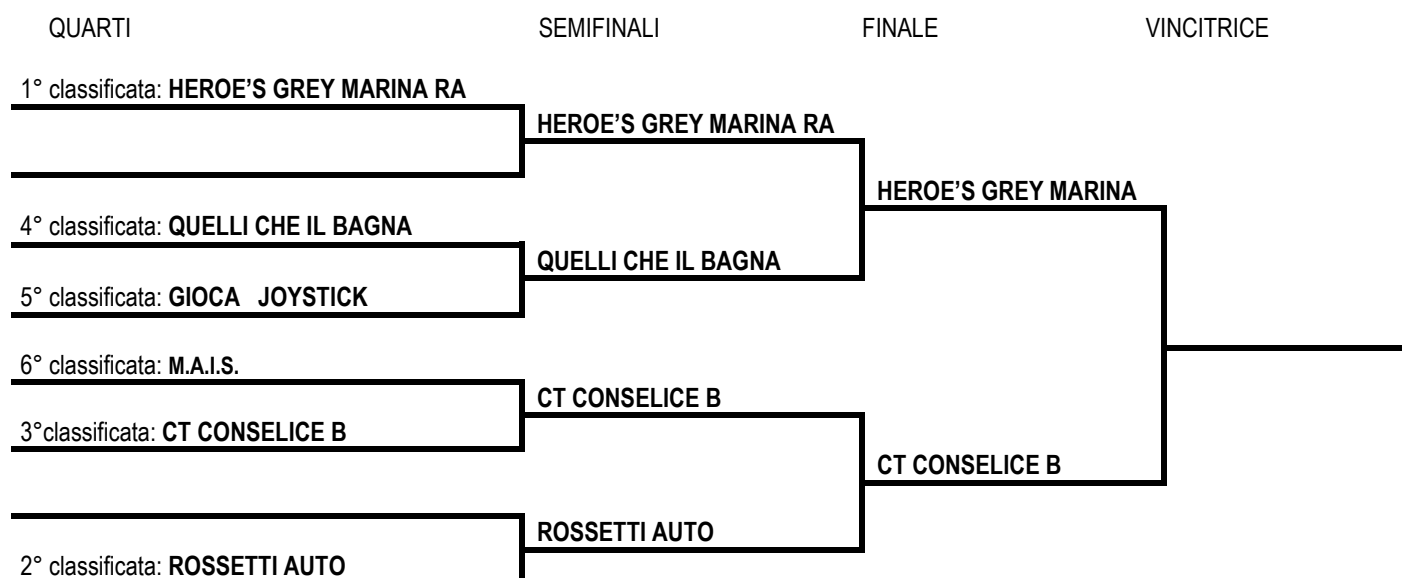 QUARTI SEMIFINALI FINALE VINCITRICE
1° classificata: HEROE'S GREY MARINA RA
HEROE'S GREY MARINA RA
HEROE'S GREY MARINA
4° classificata: QUELLI CHE IL BAGNA
QUELLI CHE IL BAGNA
5° classificata: GIOCA JOYSTICK
6° classificata: M.A.I.S.
CT CONSELICE B
3°classificata: CT CONSELICE B
CT CONSELICE B
ROSSETTI AUTO
2° classificata: ROSSETTI AUTO